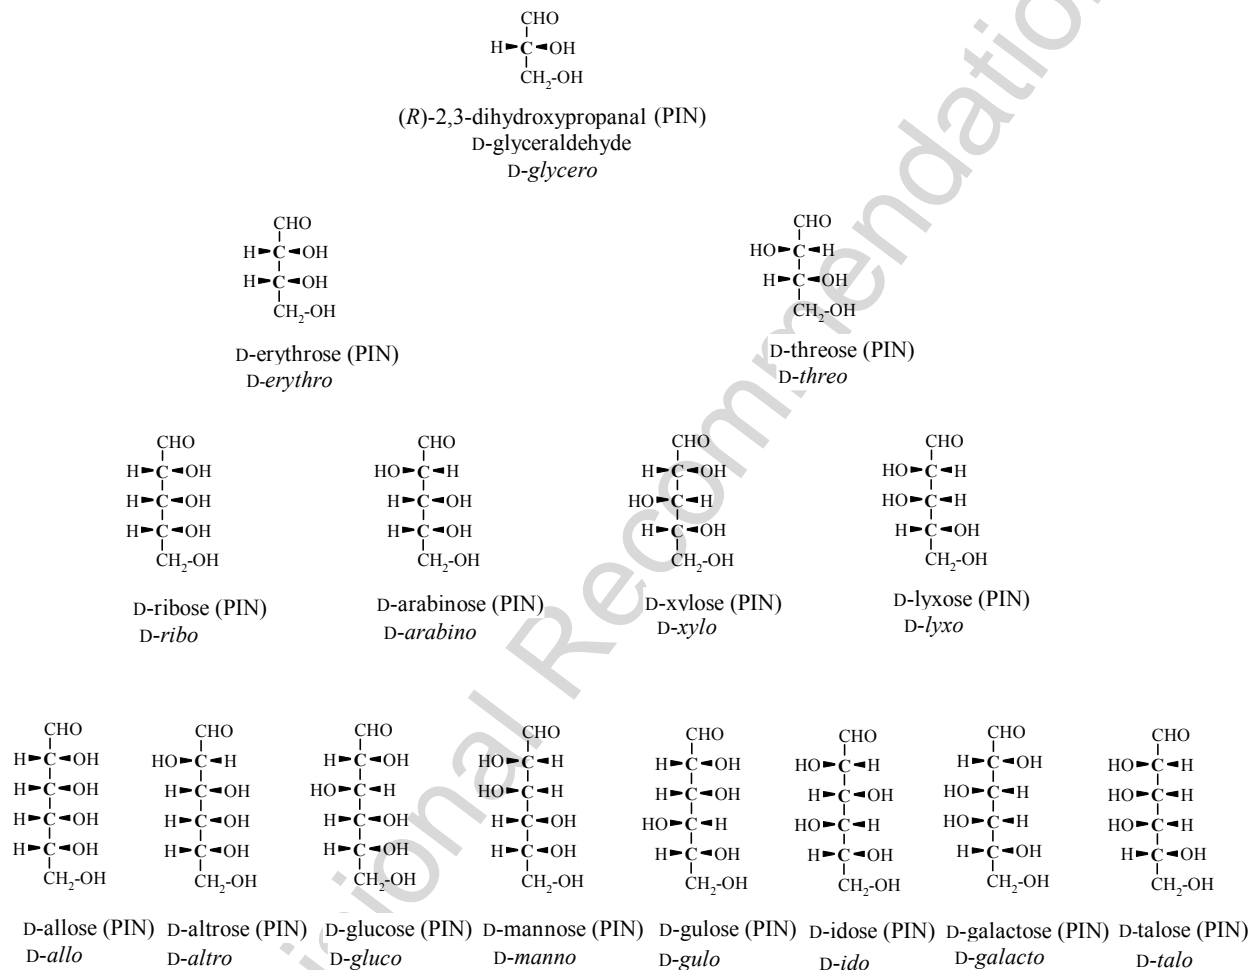 CHO
H C OH
CH2-OH
(R)-2,3-dihydroxypropanal (PIN)
D-glyceraldehyde
D-glycero
CHO
H C OH
H C OH
CH2-OH
D-erythrose (PIN)
D-erythro
CHO
HO C H
H C OH
CH2-OH
D-threose (PIN)
D-threo
CHO
H C OH
H C OH
H C OH
CH2-OH
D-ribose (PIN)
D-ribo
CHO
HO C H
H C OH
H C OH
CH2-OH
D-arabinose (PIN)
D-arabino
CHO
H C OH
HO C H
H C OH
CH2-OH
D-xvlose (PIN)
D-xylo
CHO
HO C H
HO C H
H C OH
CH2-OH
D-lyxose (PIN)
D-lyxo
CHO
H C OH
H C OH
H C OH
H C OH
CH2-OH
D-allose (PIN)
D-allo
CHO
HO C H
H C OH
H C OH
H C OH
CH2-OH
D-altrose (PIN)
D-altro
CHO
H C OH
HO C H
H C OH
H C OH
CH2-OH
D-glucose (PIN)
D-gluco
CHO
HO C H
HO C H
H C OH
H C OH
CH2-OH
D-mannose (PIN)
D-manno
CHO
H C OH
H C OH
HO C H
H C OH
CH2-OH
D-gulose (PIN)
D-gulo
CHO
HO C H
H C OH
HO C H
H C OH
CH2-OH
D-idose (PIN)
D-ido
CHO
H C OH
HO C H
HO C H
H C OH
CH2-OH
D-galactose (PIN)
D-galacto
CHO
HO C H
HO C H
HO C H
H C OH
CH2-OH
D-talose (PIN)
D-talo
ional Recommendation